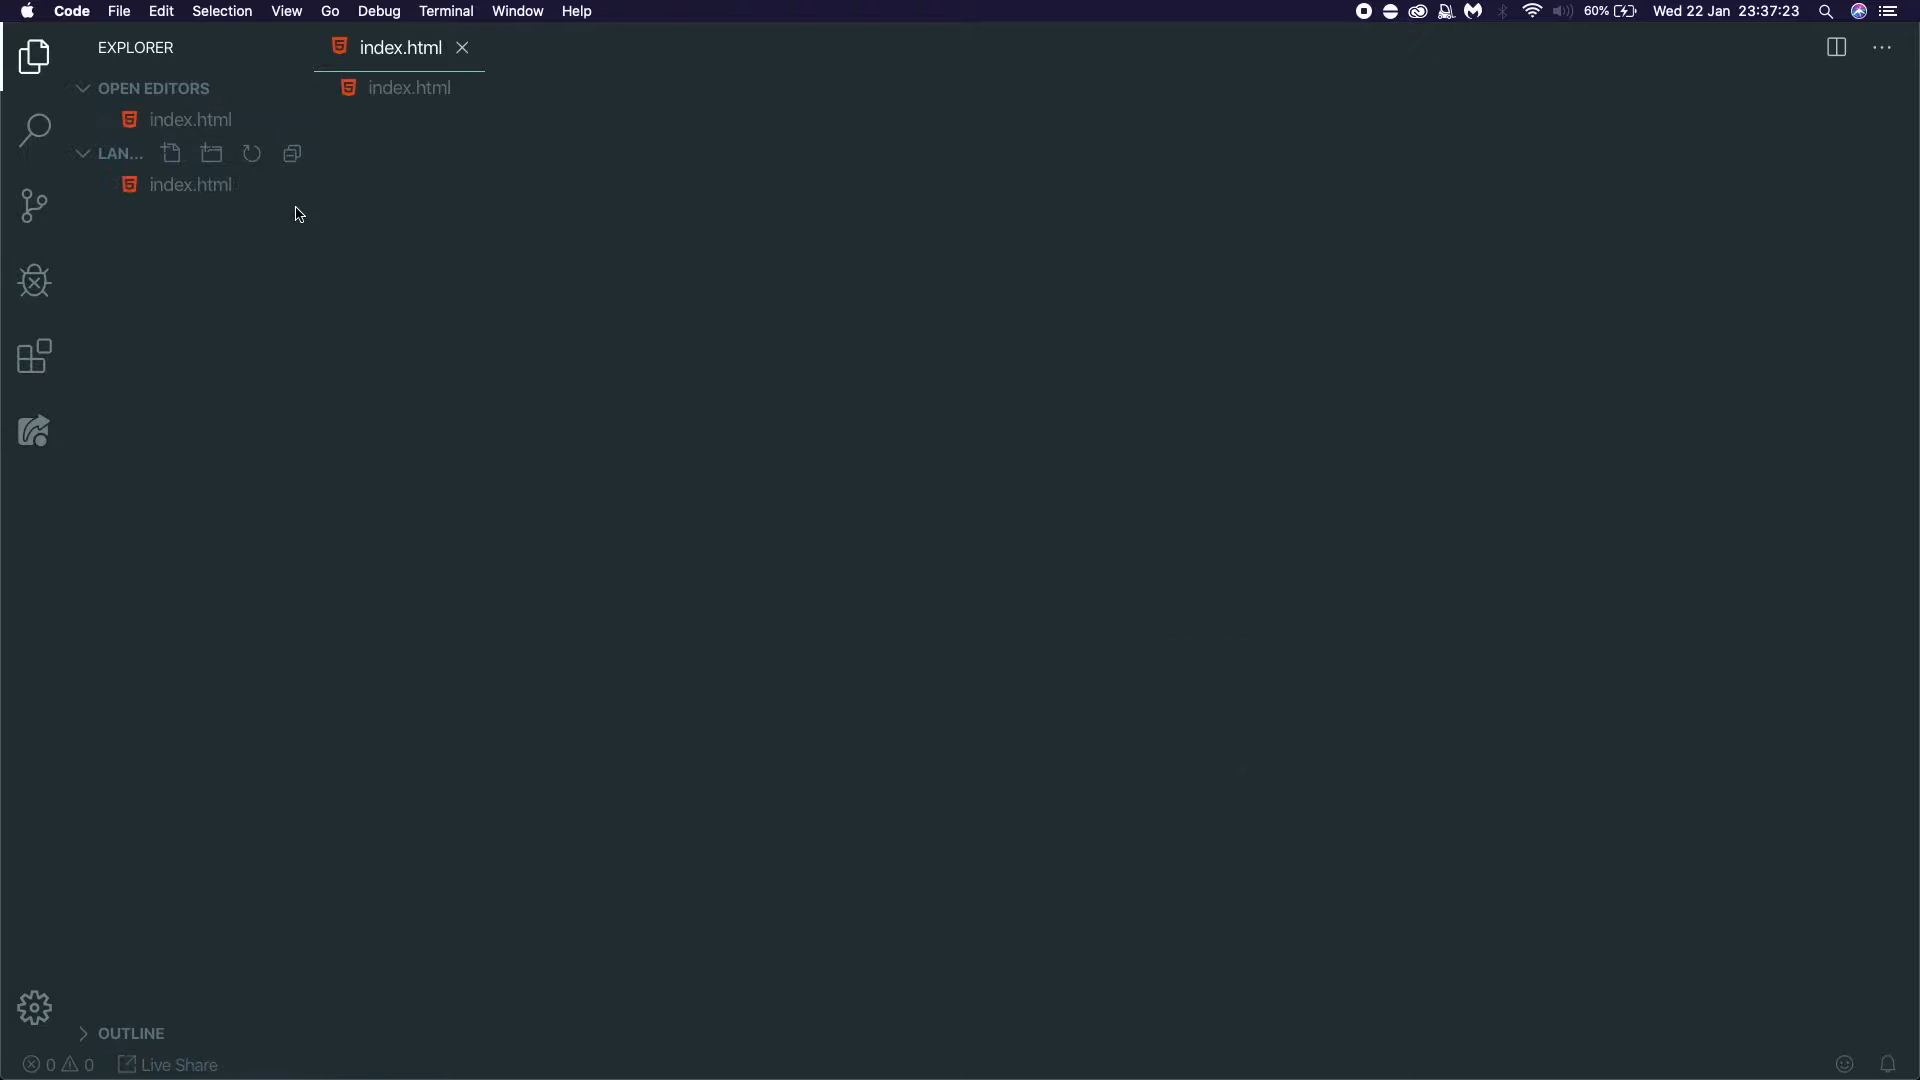 Code File Edit Selection View Go Debug Terminal Window Help 60% Wed 22 Jan 23:37:23
EXPLORER
index.html
OPEN EDITORS
index.html
index.html
LAN...
index.html
OUTLINE
0 0 Live Share